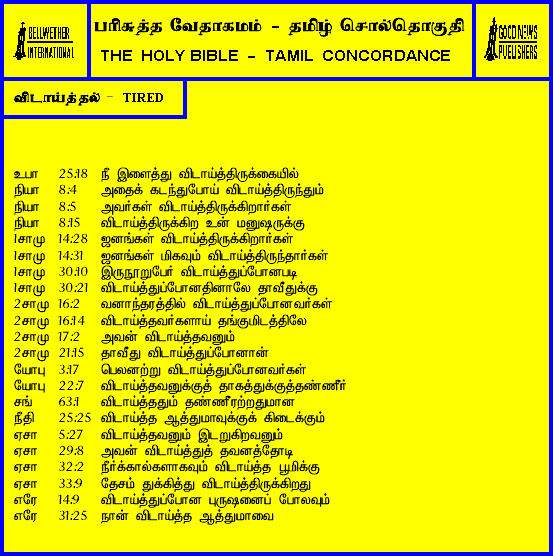 BELLWETHER INTERNATIONAL
பரிசுத்த வேதாகமம் - தமிழ் சொல்தொகுதி
THE HOLY BIBLE - TAMIL CONCORDANCE
GOOD NEWS PUBLISHERS
விடாய்த்தல் - TIRED
உபா 25:18 நீ இளைத்து விடாய்த்திருக்கையில்
நியா 8:4 அதைக் கடந்துபோய் விடாய்த்திருந்தும்
நியா 8:5 அவர்கள் விடாய்த்திருக்கிறார்கள்
நியா 8:15 விடாய்த்திருக்கிற உன் மனுஷருக்கு
1சாமு 14:28 ஜனங்கள் விடாய்த்திருக்கிறார்கள்
1சாமு 14:31 ஜனங்கள் மிகவும் விடாய்த்திருந்தார்கள்
1சாமு 30:10 இருநூறுபேர் விடாய்த்துப்போனபடி
1சாமு 30:21 விடாய்த்துப்போனதினாலே தாவீதுக்கு
2சாமு 16:2 வனாந்தரத்தில் விடாய்த்துப்போனவர்கள்
2சாமு 16:14 விடாய்த்தவர்களாய் தங்குமிடத்திலே
2சாமு 17:2 அவன் விடாய்த்தவனும்
2சாமு 21:15 தாவீது விடாய்த்துப்போனான்
யோபு 3:17 பெலனற்று விடாய்த்துப்போனவர்கள்
யோபு 22:7 விடாய்த்தவனுக்குத் தாகத்துக்குத்தண்ணீர்
சங் 63:1 விடாய்த்ததும் தண்ணீரற்றதுமான
நீதி 25:25 விடாய்த்த ஆத்துமாவுக்குக் கிடைக்கும்
ஏசா 5:27 விடாய்த்தவனும் இடறுகிறவனும்
ஏசா 29:8 அவன் விடாய்த்துத் தவனத்தோடி
ஏசா 32:2 நீர்க்கால்களாகவும் விடாய்த்த பூமிக்கு
ஏசா 33:9 தேசம் துக்கித்து விடாய்த்திருக்கிறது
எரே 14:9 விடாய்த்துப்போன புருஷனைப் போலவும்
எரே 31:25 நான் விடாய்த்த ஆத்துமாவை